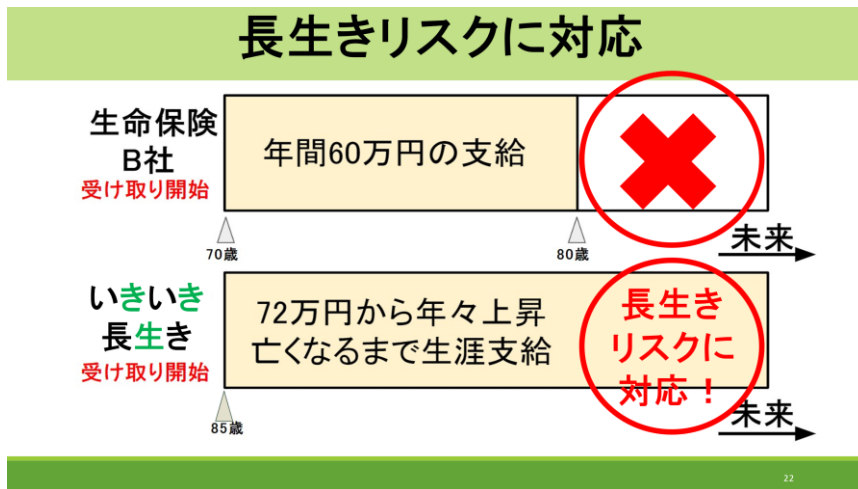 長生きリスクに対応
生命保険
B社
受け取り開始
年間60万円の支給
70歳
80歳
未来
いきいき
長生き
受け取り開始
72万円から年々上昇
亡くなるまで生涯支給
長生き
リスクに
対応！
85歳
未来
22